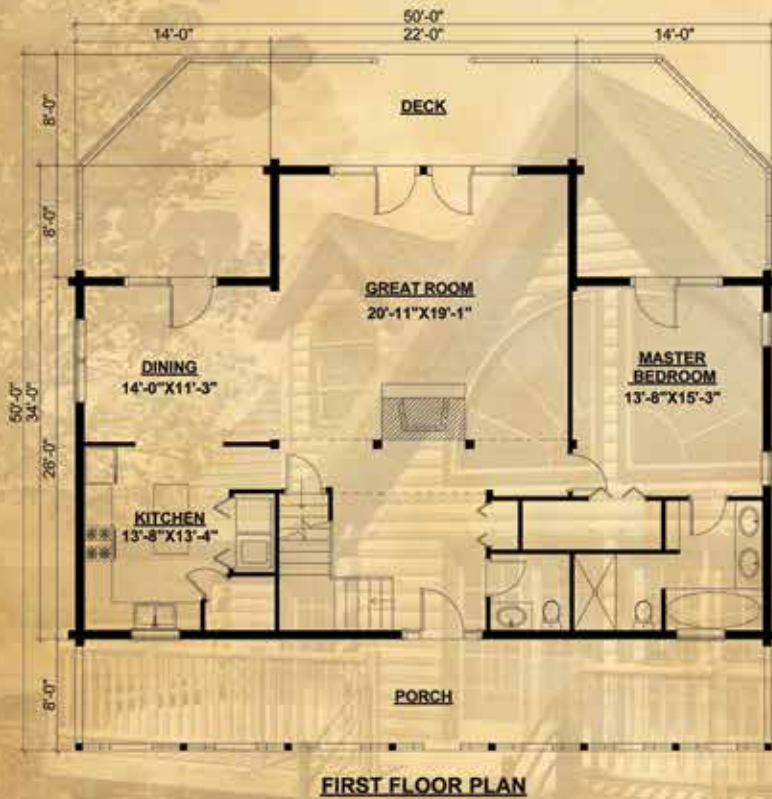 50'-0"
14'-0"
22'-0"
14'-0"
8'-0"
DECK
8'-0"
GREAT ROOM
20'-11"X19'-1"
DINING
14'-0"X11'-3"
MASTER
BEDROOM
13'-8"X15'-3"
50'-0"
34'-0"
26'-0"
KITCHEN
13'-8"X13'-4"
8'-0"
PORCH
FIRST FLOOR PLAN